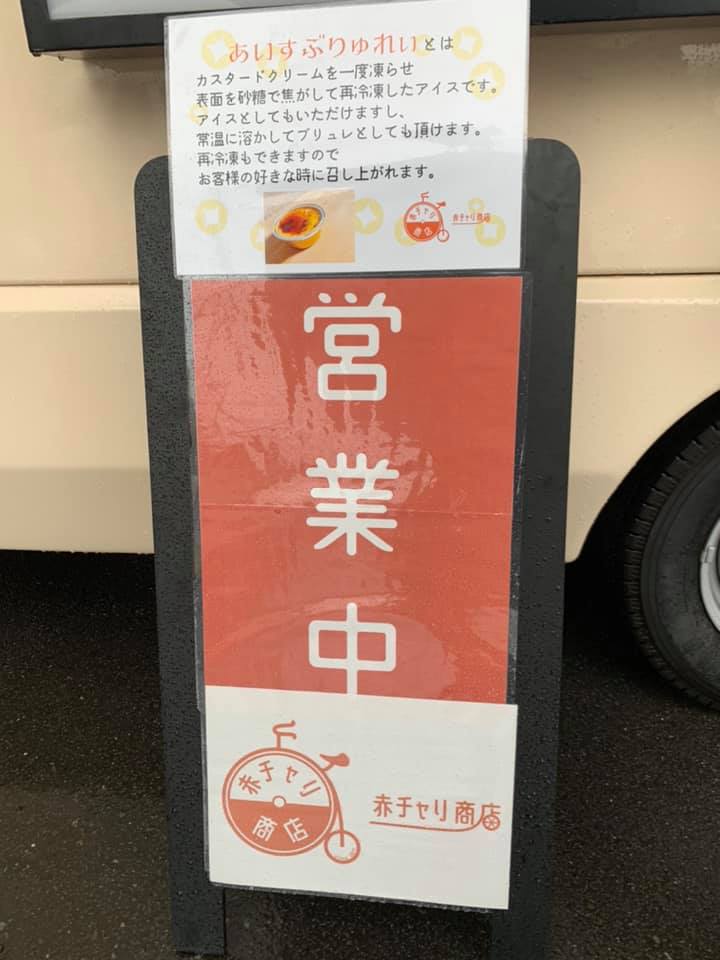 あいすぶりゅれいとは
カスタードクリームを一度凍らせ
表面を砂糖で焦がして再冷凍したアイスです。
アイスとしてもいただけますし、
常温に溶かしてブリュレとしても頂けます。
再冷凍もできますので
お客様の好きな時に召し上がれます。
赤チャリ
商店
赤チャリ商店
営業中
赤チャリ
商店
赤チャリ商店